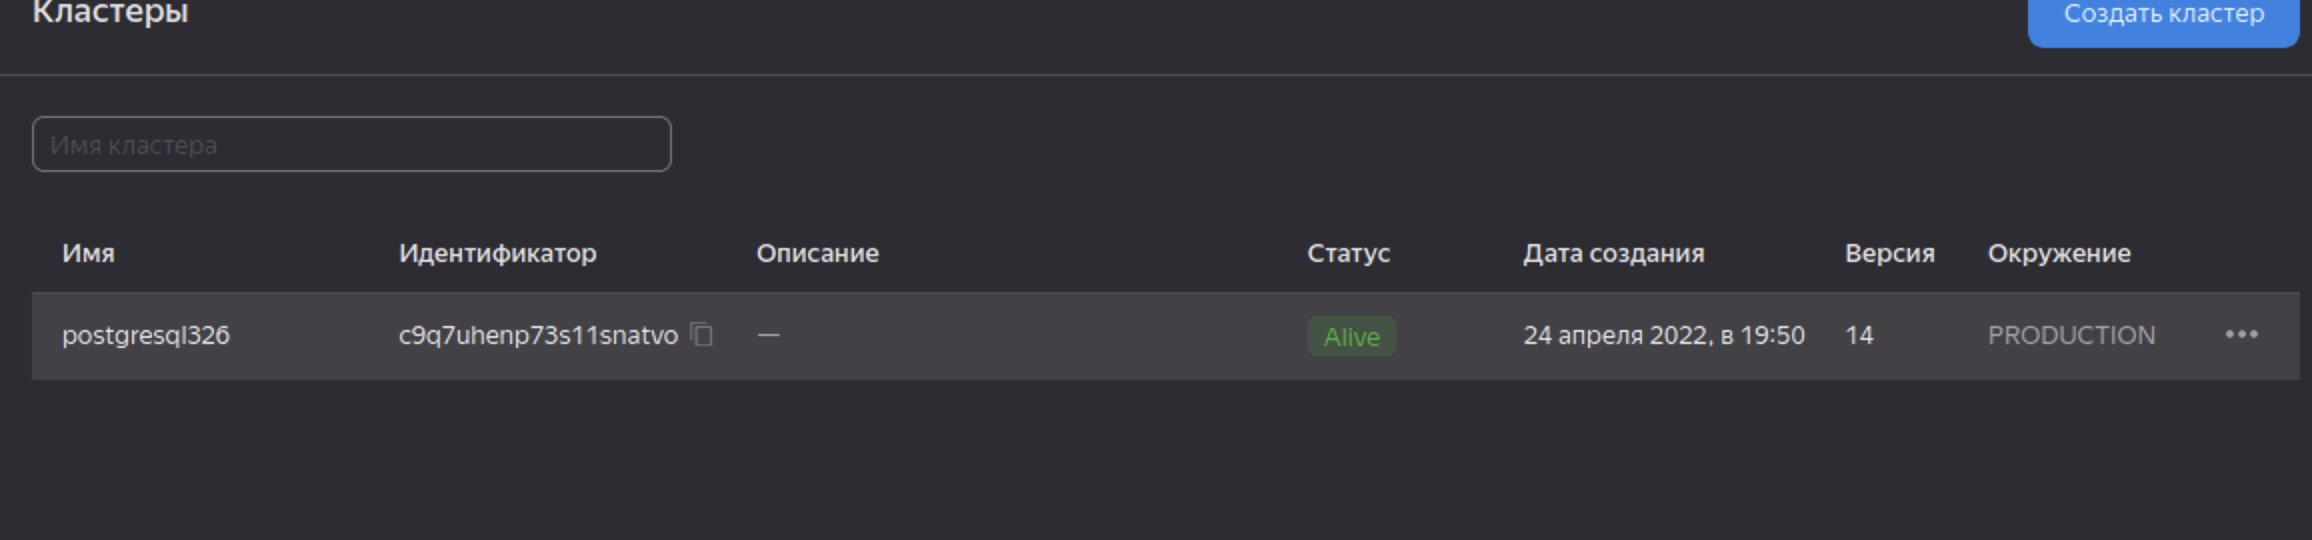 Кластеры
Создать кластер
Имя кластера
Имя Идентификатор Описание Статус Дата создания Версия Окружение
postgresql326 c9q7uhenp73s11snatvo — Alive 24 апреля 2022, в 19:50 14 PRODUCTION •••